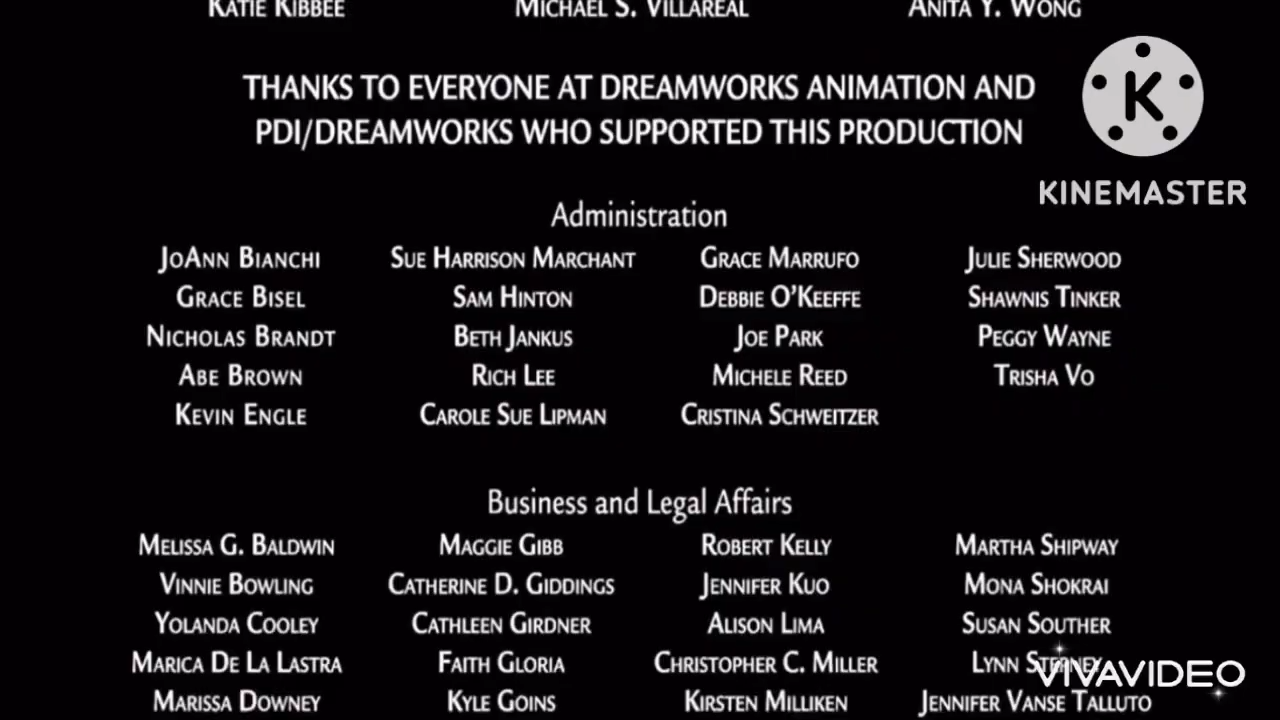 KATIE KIBBEE MICHAEL S. VILLAREAL ANITA Y. WONG
THANKS TO EVERYONE AT DREAMWORKS ANIMATION AND
PDI/DREAMWORKS WHO SUPPORTED THIS PRODUCTION
K
KINEMASTER
Administration
JOANN BIANCHI SUE HARRISON MARCHANT GRACE MARRUFO JULIE SHERWOOD
GRACE BISEL SAM HINTON DEBBIE O'KEEFFE SHAWNIS TINKER
NICHOLAS BRANDT BETH JANKUS JOE PARK PEGGY WAYNE
ABE BROWN RICH LEE MICHELE REED TRISHA VO
KEVIN ENGLE CAROLE SUE LIPMAN CRISTINA SCHWEITZER
Business and Legal Affairs
MELISSA G. BALDWIN MAGGIE GIBB ROBERT KELLY MARTHA SHIPWAY
VINNIE BOWLING CATHERINE D. GIDDINGS JENNIFER KUO MONA SHOKRAI
YOLANDA COOLEY CATHLEEN GIRDNER ALISON LIMA SUSAN SOUTHER
MARICA DE LA LASTRA FAITH GLORIA CHRISTOPHER C. MILLER LYNN
VIVAVIDEO
MARISSA DOWNEY KYLE GOINS KIRSTEN MILLIKEN JENNIFER VANSE TALLUTO